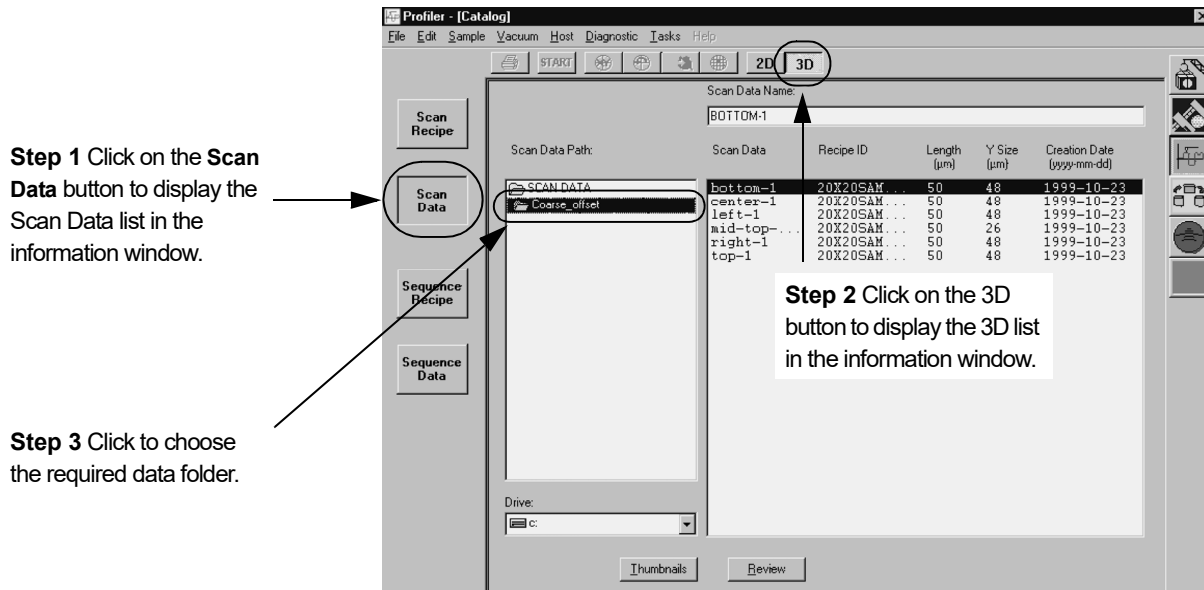 Profiler - [Catalog]
File Edit Sample Vacuum Host Diagnostic Tasks Help
START 2D 3D
Scan Data Name:
BOTTOM-1
Scan Recipe
Scan Data
Sequence Recipe
Sequence Data
Scan Data Path:
SCAN DATA
Coarse_offset
Scan Data Recipe ID Length (µm) Y Size (µm) Creation Date (yyyy-mm-dd)
bottom-1 20X20SAM... 50 48 1999-10-23
center-1 20X20SAM... 50 48 1999-10-23
left-1 20X20SAM... 50 48 1999-10-23
mid-top-... 20X20SAM... 50 26 1999-10-23
right-1 20X20SAM... 50 48 1999-10-23
top-1 20X20SAM... 50 48 1999-10-23
Drive:
c:
Thumbnails Review
Step 1 Click on the Scan
Data button to display the
Scan Data list in the
information window.
Step 2 Click on the 3D
button to display the 3D list
in the information window.
Step 3 Click to choose
the required data folder.